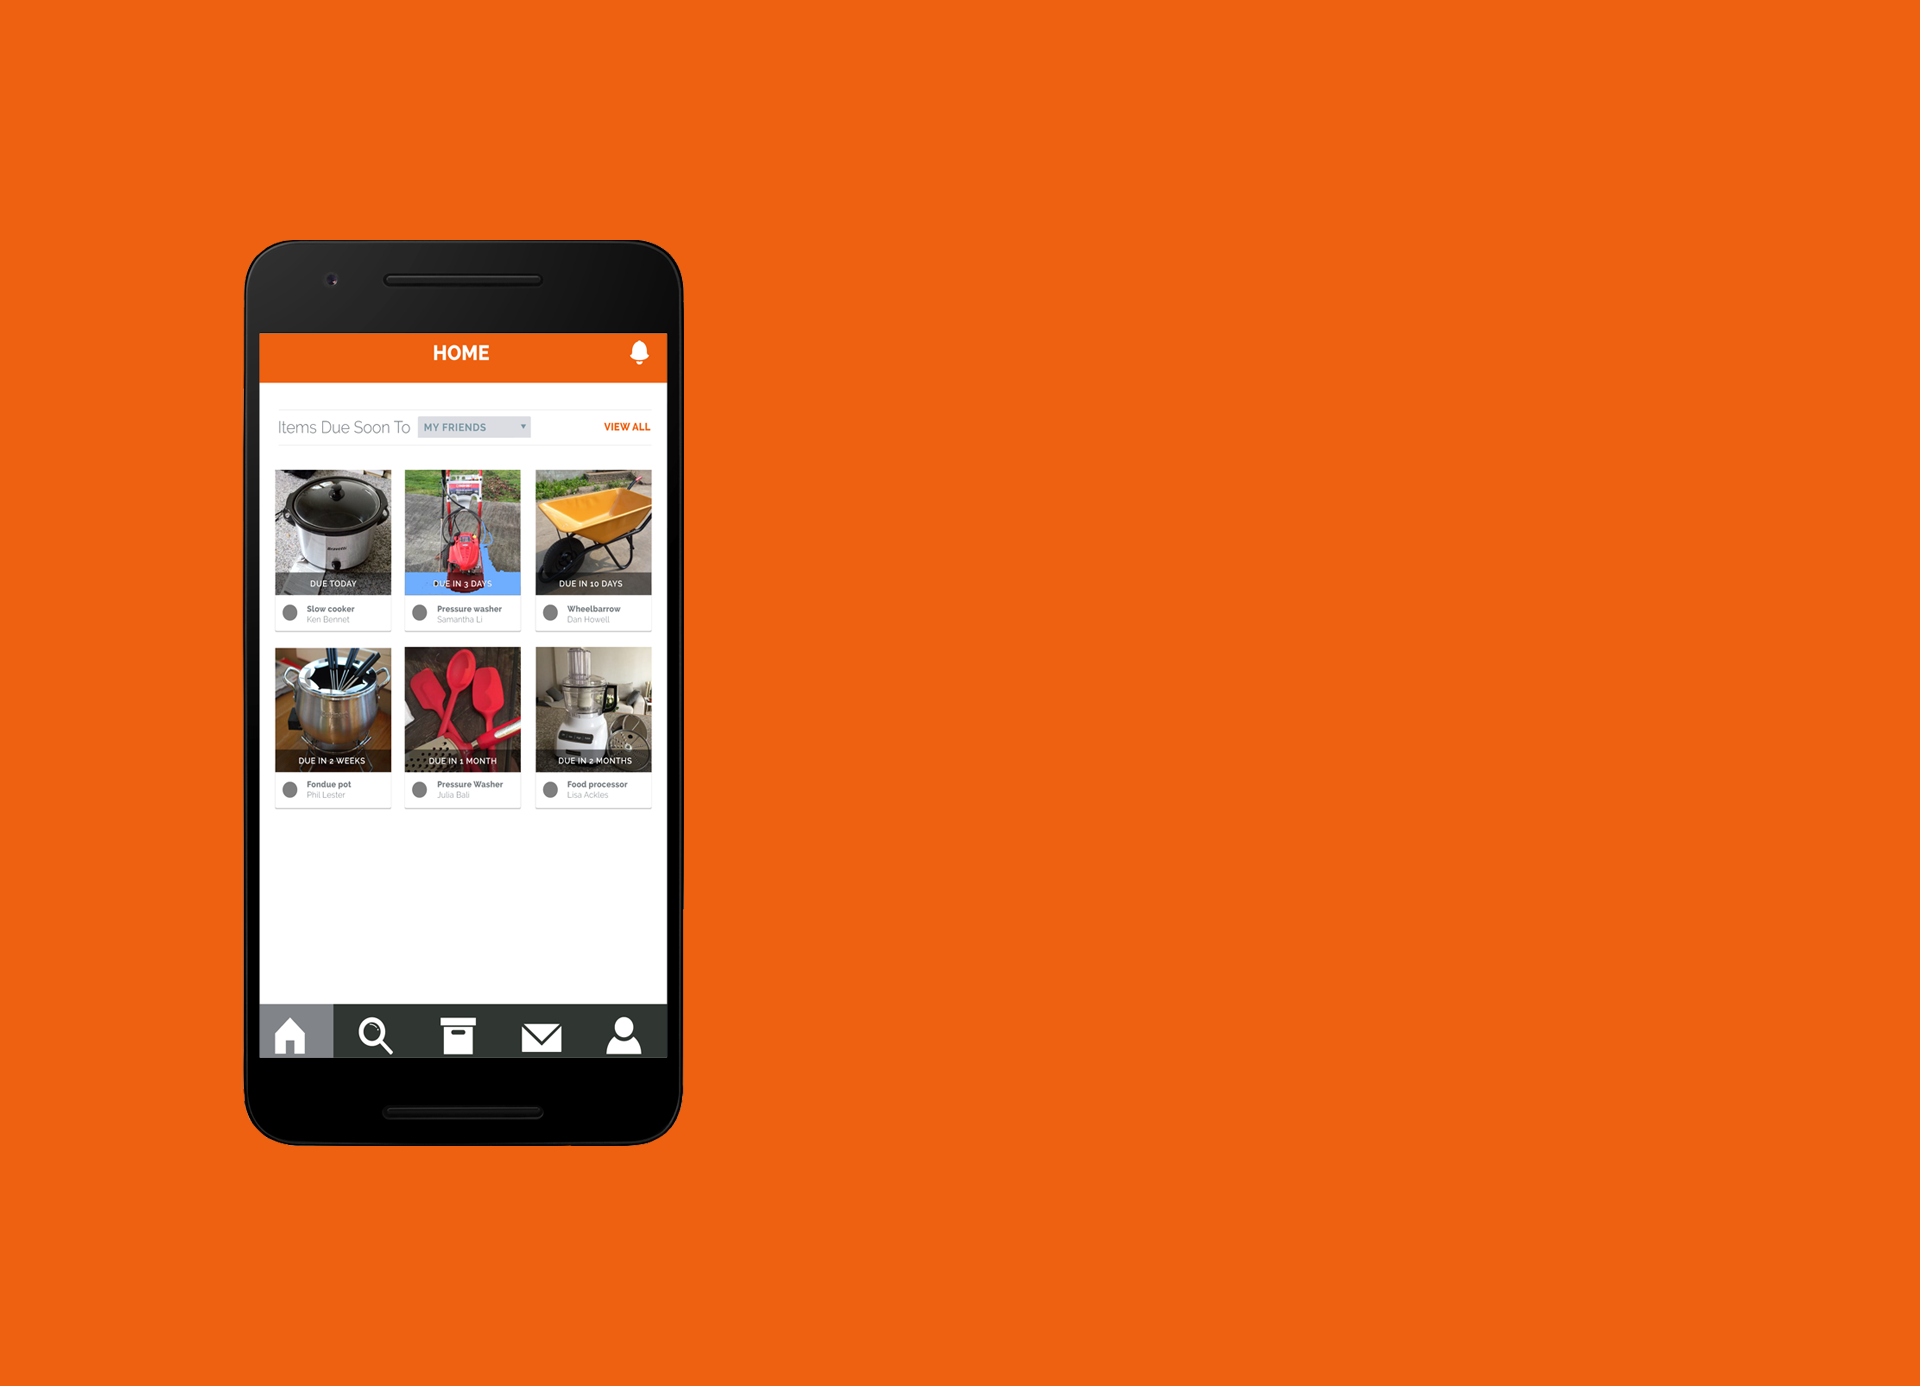 HOME
Items Due Soon To MY FRIENDS VIEW ALL
DUE TODAY
Slow cooker
Ken Bennet
DUE IN 3 DAYS
Pressure washer
Samantha Li
DUE IN 10 DAYS
Wheelbarrow
Dan Howell
DUE IN 2 WEEKS
Fondue pot
Phil Lester
DUE IN 1 MONTH
Pressure Washer
Julia Bali
DUE IN 2 MONTHS
Food processor
Lisa Ackles